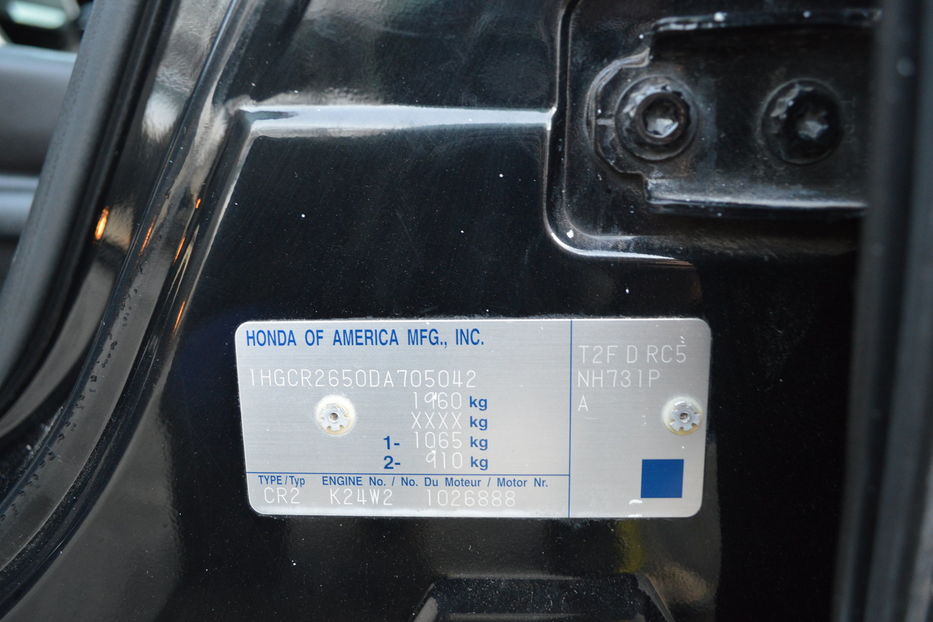 HONDA OF AMERICA MFG., INC.
1HGCR2650DA705042
1960 kg
XXXX kg
1- 1065 kg
2- 910 kg
TYPE/Typ ENGINE No. / No. Du Moteur / Motor Nr.
CR2 K24W2 1026888
T2F D RC5
NH731P
A